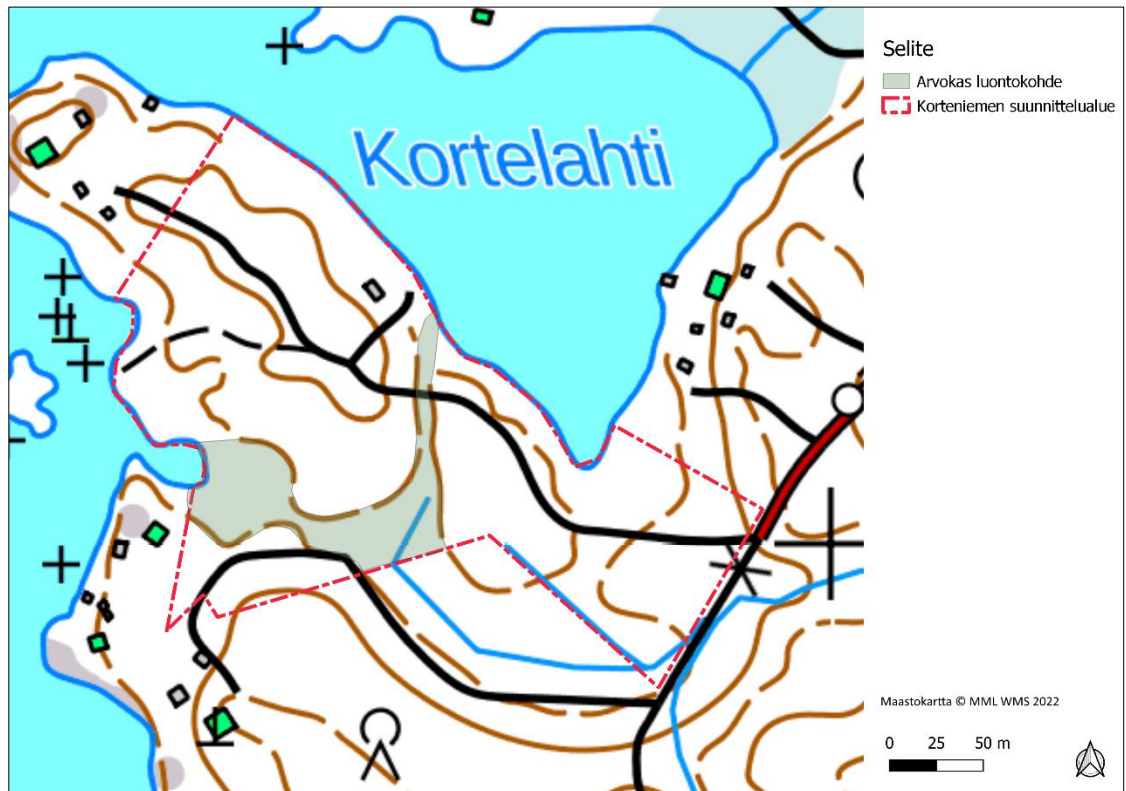 Kortelahti
Selite
Arvokas luontokohde
Korteniemen suunnittelualue
Maastokartta © MML WMS 2022
0 25 50 m